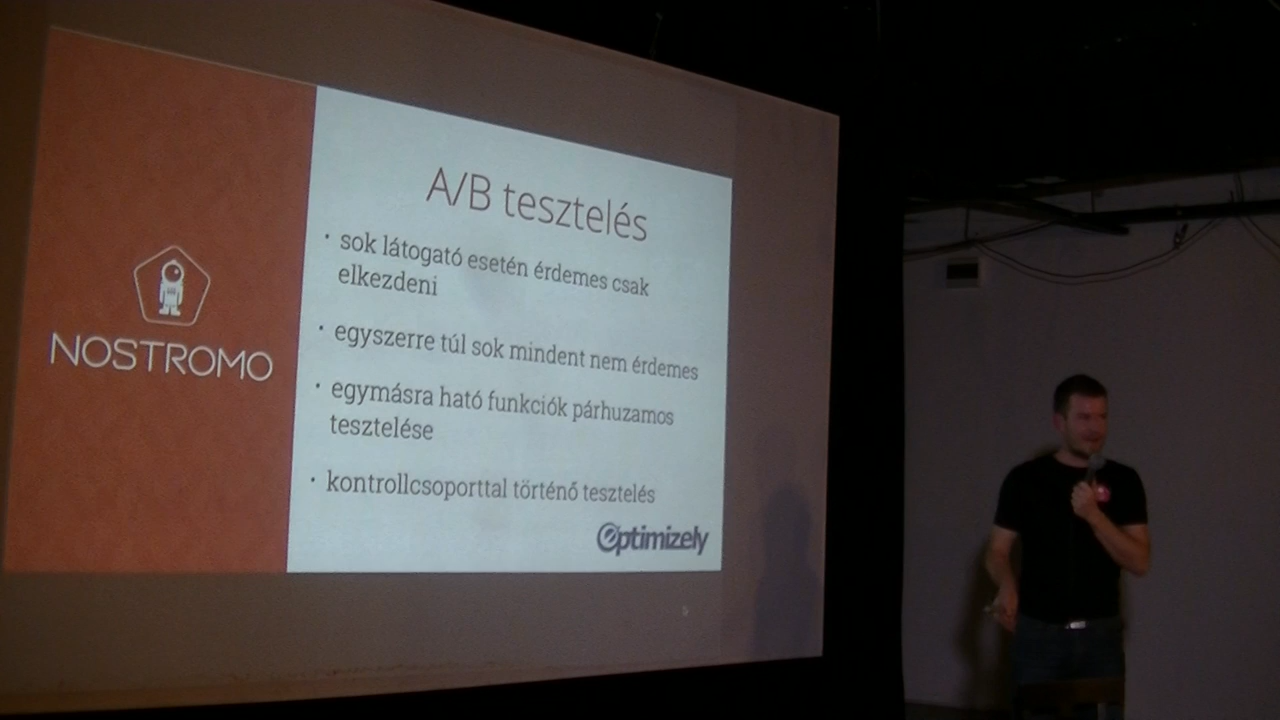 NOSTROMO
A/B tesztelés
· sok látogató esetén érdemes csak
elkezdeni
· egyszerre túl sok mindent nem érdemes
· egymásra ható funkciók párhuzamos
tesztelése
· kontrollcsoporttal történő tesztelés
Optimizely